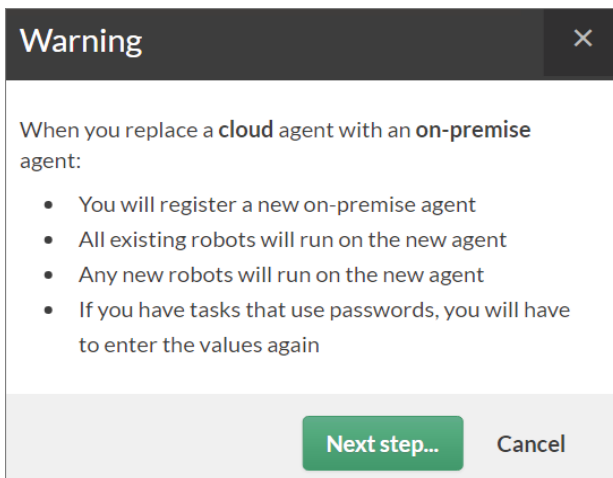 Warning
When you replace a cloud agent with an on-premise
agent:
• You will register a new on-premise agent
• All existing robots will run on the new agent
• Any new robots will run on the new agent
• If you have tasks that use passwords, you will have
to enter the values again
Next step... Cancel